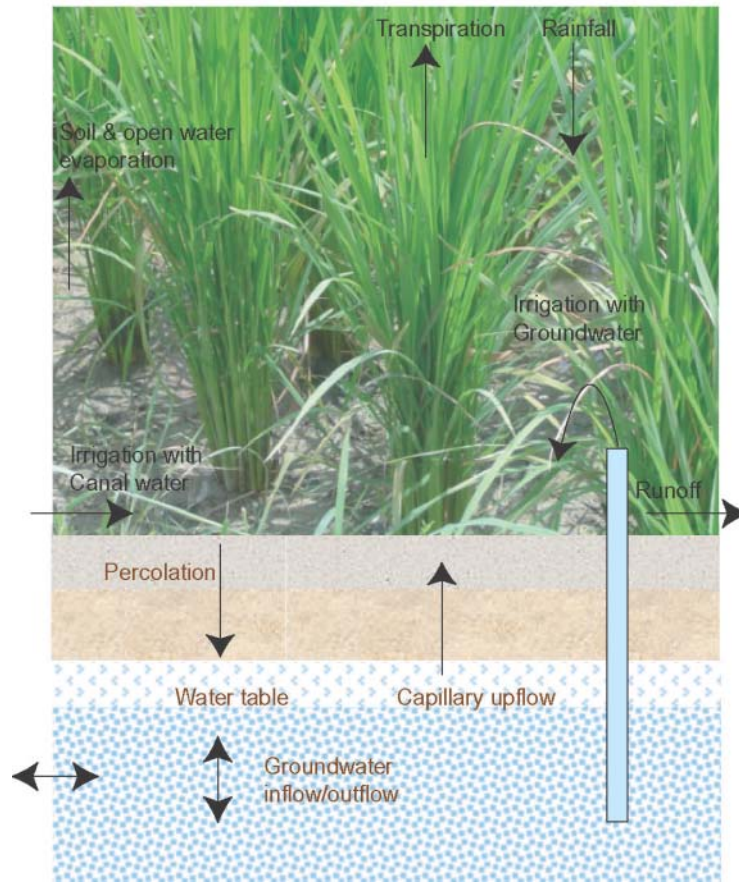 Transpiration
Rainfall
Soil & open water
evaporation
Irrigation with
Groundwater
Irrigation with
Canal water
Runoff
Percolation
Water table
Capillary upflow
Groundwater
inflow/outflow